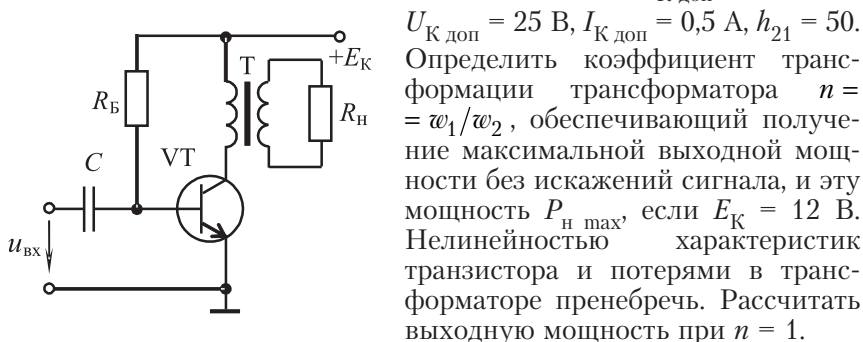 U_К доп = 25 В, I_К доп = 0,5 А, h_21 = 50.
Определить коэффициент транс-
формации трансформатора n =
= w_1/w_2 , обеспечивающий получе-
ние максимальной выходной мощ-
ности без искажений сигнала, и эту
мощность P_н max, если E_К = 12 В.
Нелинейностью характеристик
транзистора и потерями в транс-
форматоре пренебречь. Рассчитать
выходную мощность при n = 1.
+E_К
T
R_Б
R_Н
C
VT
u_вх